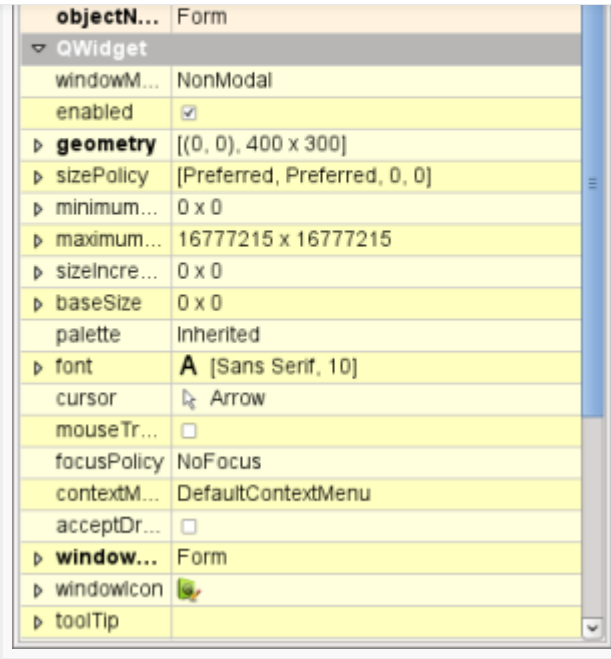 objectN... Form
QWidget
windowM... NonModal
enabled
geometry [(0, 0), 400 x 300]
sizePolicy [Preferred, Preferred, 0, 0]
minimum... 0 x 0
maximum... 16777215 x 16777215
sizeIncre... 0 x 0
baseSize 0 x 0
palette Inherited
font A [Sans Serif, 10]
cursor Arrow
mouseTr...
focusPolicy NoFocus
contextM... DefaultContextMenu
acceptDr...
window... Form
windowIcon
toolTip